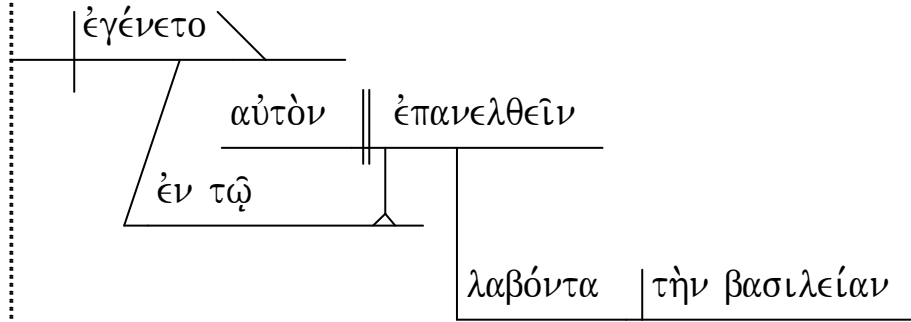 ἐγένετο
αὐτὸν ἐπανελθεῖν
ἐν τῷ
λαβόντα τὴν βασιλείαν